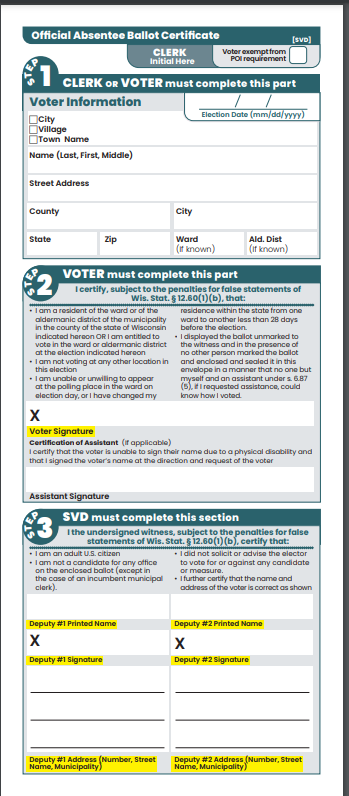 Official Absentee Ballot Certificate
[SVD]
CLERK
Initial Here
Voter exempt from
POI requirement
STEP
1
CLERK or VOTER must complete this part
Voter Information
/ /
Election Date (mm/dd/yyyy)
City
Village
Town Name
Name (Last, First, Middle)
Street Address
County
City
State
Zip
Ward
(If known)
Ald. Dist
(If known)
STEP
2
VOTER must complete this part
I certify, subject to the penalties for false statements of
Wis. Stat. § 12.60(1)(b), that:
• I am a resident of the ward or of the
aldermanic district of the municipality
in the county of the state of Wisconsin
indicated hereon OR I am entitled to
vote in the ward or aldermanic district
at the election indicated hereon
• I am not voting at any other location in
this election
• I am unable or unwilling to appear
at the polling place in the ward on
election day, or I have changed my
residence within the state from one
ward to another less than 28 days
before the election.
• I displayed the ballot unmarked to
the witness and in the presence of
no other person marked the ballot
and enclosed and sealed it in this
envelope in a manner that no one but
myself and an assistant under s. 6.87
(5), if I requested assistance, could
know how I voted.
X
Voter Signature
Certification of Assistant (if applicable)
I certify that the voter is unable to sign their name due to a physical disability and
that I signed the voter's name at the direction and request of the voter
Assistant Signature
STEP
3
SVD must complete this section
I the undersigned witness, subject to the penalties for false
statements of Wis. Stat. § 12.60(1)(b), certify that:
• I am an adult U.S. citizen
• I am not a candidate for any office
on the enclosed ballot (except in
the case of an incumbent municipal
clerk).
• I did not solicit or advise the elector
to vote for or against any candidate
or measure.
• I further certify that the name and
address of the voter is correct as shown
Deputy #1 Printed Name
Deputy #2 Printed Name
X
X
Deputy #1 Signature
Deputy #2 Signature
Deputy #1 Address (Number, Street
Name, Municipality)
Deputy #2 Address (Number, Street
Name, Municipality)